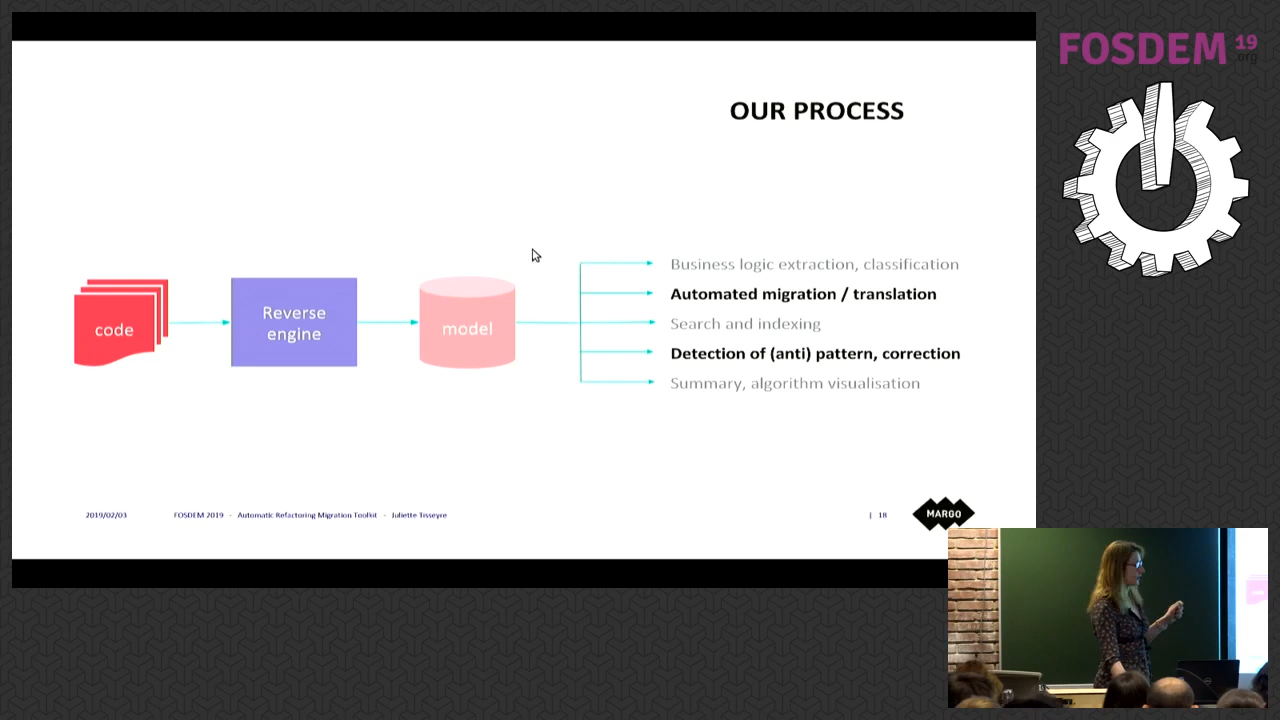 FOSDEM 19
.org
OUR PROCESS
code
Reverse
engine
model
Business logic extraction, classification
Automated migration / translation
Search and indexing
Detection of (anti) pattern, correction
Summary, algorithm visualisation
2019/02/03 FOSDEM 2019 - Automatic Refactoring Migration Toolkit - Juliette Tisseyre | 18 MARGO